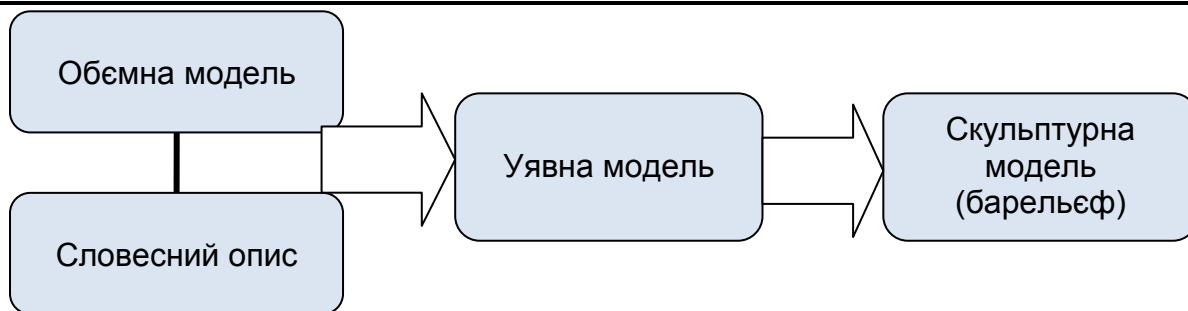 Обємна модель
Словесний опис
Уявна модель
Скульптурна
модель
(барельєф)